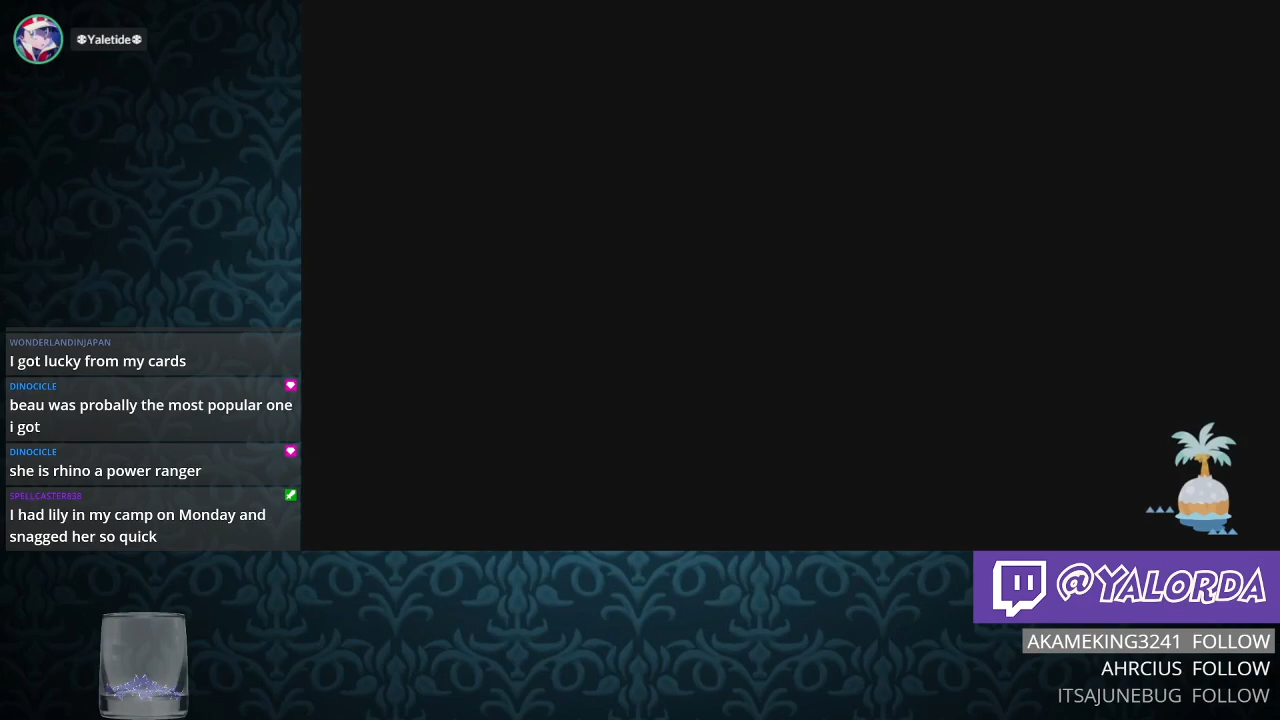 Yaletide
WONDERLANDINJAPAN
I got lucky from my cards
DINOCICLE
beau was probally the most popular one
i got
DINOCICLE
she is rhino a power ranger
SPELLCASTER838
I had lily in my camp on Monday and
snagged her so quick
@YALORDA
AKAMEKING3241 FOLLOW
AHRCIUS FOLLOW
ITSAJUNEBUG FOLLOW